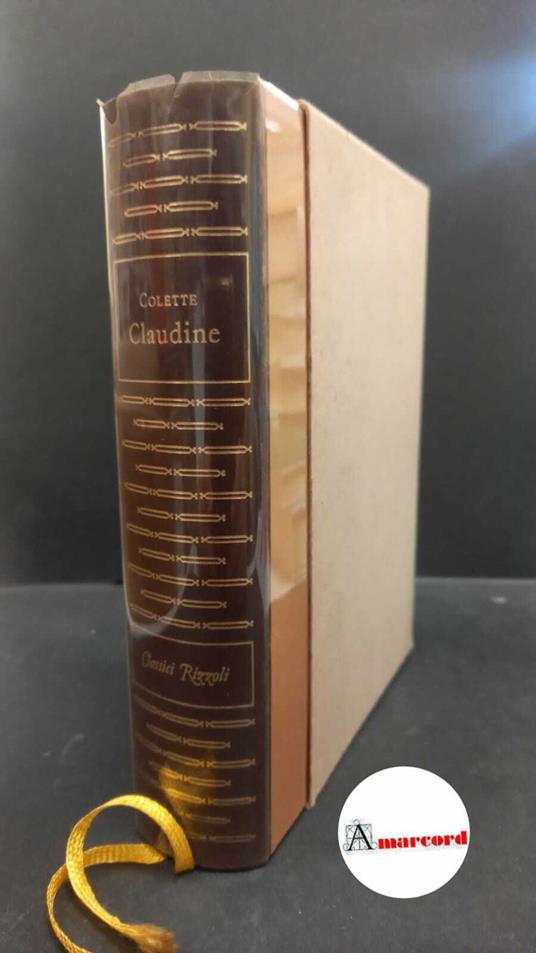 COLETTE
Claudine
Classici Rizzoli
Amarcord